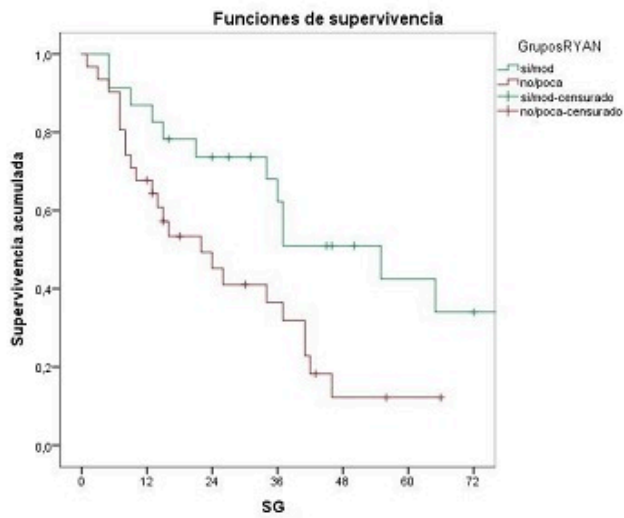 Funciones de supervivencia
GruposRYAN
si/mod
no/poca
si/mod-censurado
no/poca-censurado
Supervivencia acumulada
1,0
0,8
0,6
0,4
0,2
0,0
0 12 24 36 48 60 72
SG